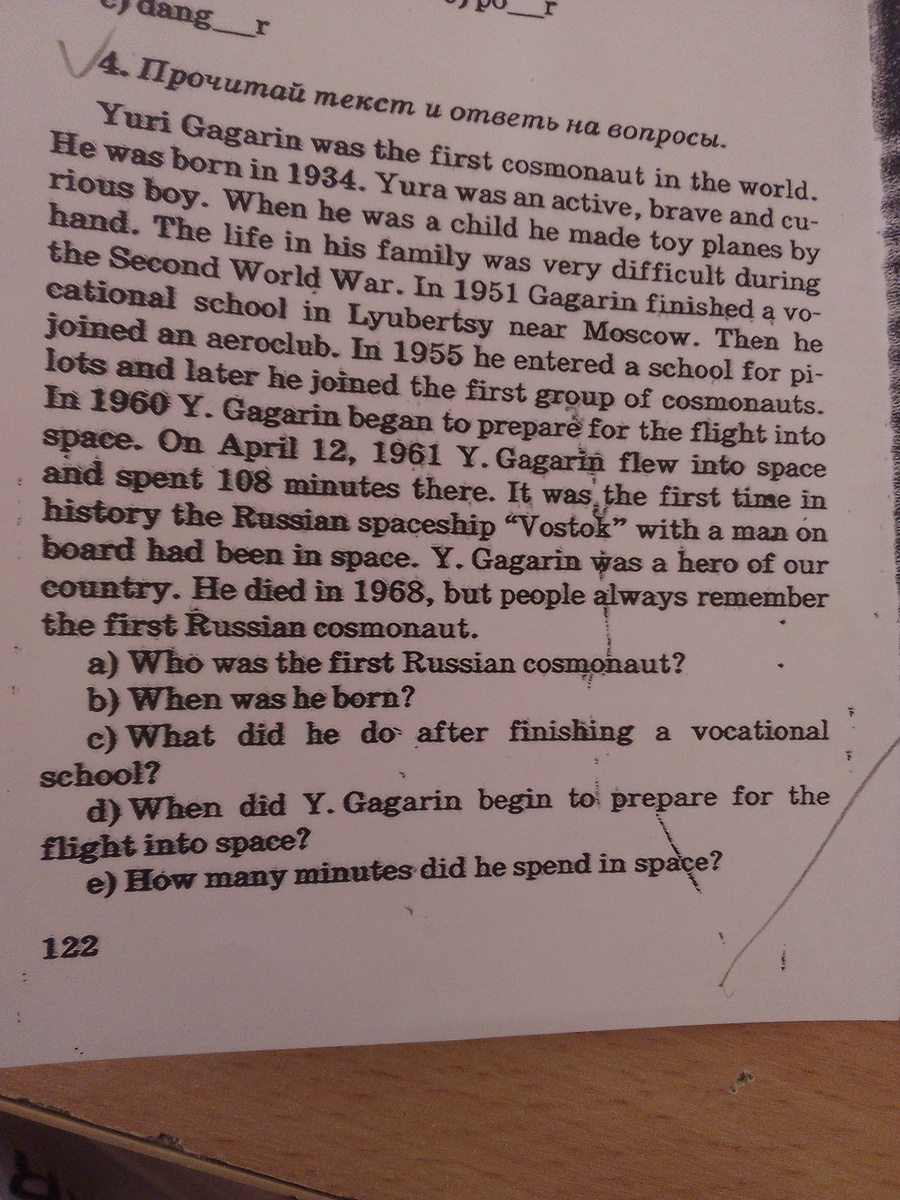 c) dang__r
4. Прочитай текст и ответь на вопросы.
Yuri Gagarin was the first cosmonaut in the world.
He was born in 1934. Yura was an active, brave and cu-
rious boy. When he was a child he made toy planes by
hand. The life in his family was very difficult during
the Second World War. In 1951 Gagarin finished a vo-
cational school in Lyubertsy near Moscow. Then he
joined an aeroclub. In 1955 he entered a school for pi-
lots and later he joined the first group of cosmonauts.
In 1960 Y. Gagarin began to prepare for the flight into
space. On April 12, 1961 Y. Gagarin flew into space
and spent 108 minutes there. It was the first time in
history the Russian spaceship “Vostok” with a man on
board had been in space. Y. Gagarin was a hero of our
country. He died in 1968, but people always remember
the first Russian cosmonaut.
a) Who was the first Russian cosmonaut?
b) When was he born?
c) What did he do after finishing a vocational
school?
d) When did Y. Gagarin begin to prepare for the
flight into space?
e) How many minutes did he spend in space?
122